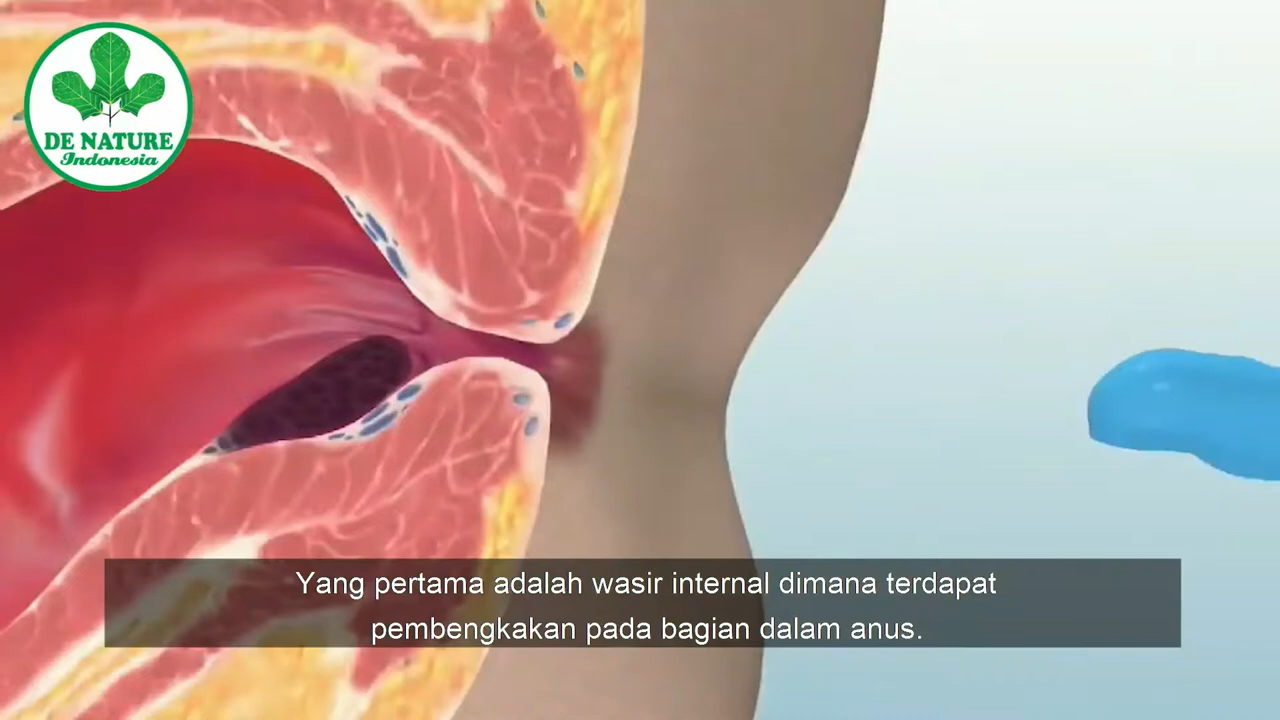 DE NATURE
Indonesia
Yang pertama adalah wasir internal dimana terdapat
pembengkakan pada bagian dalam anus.